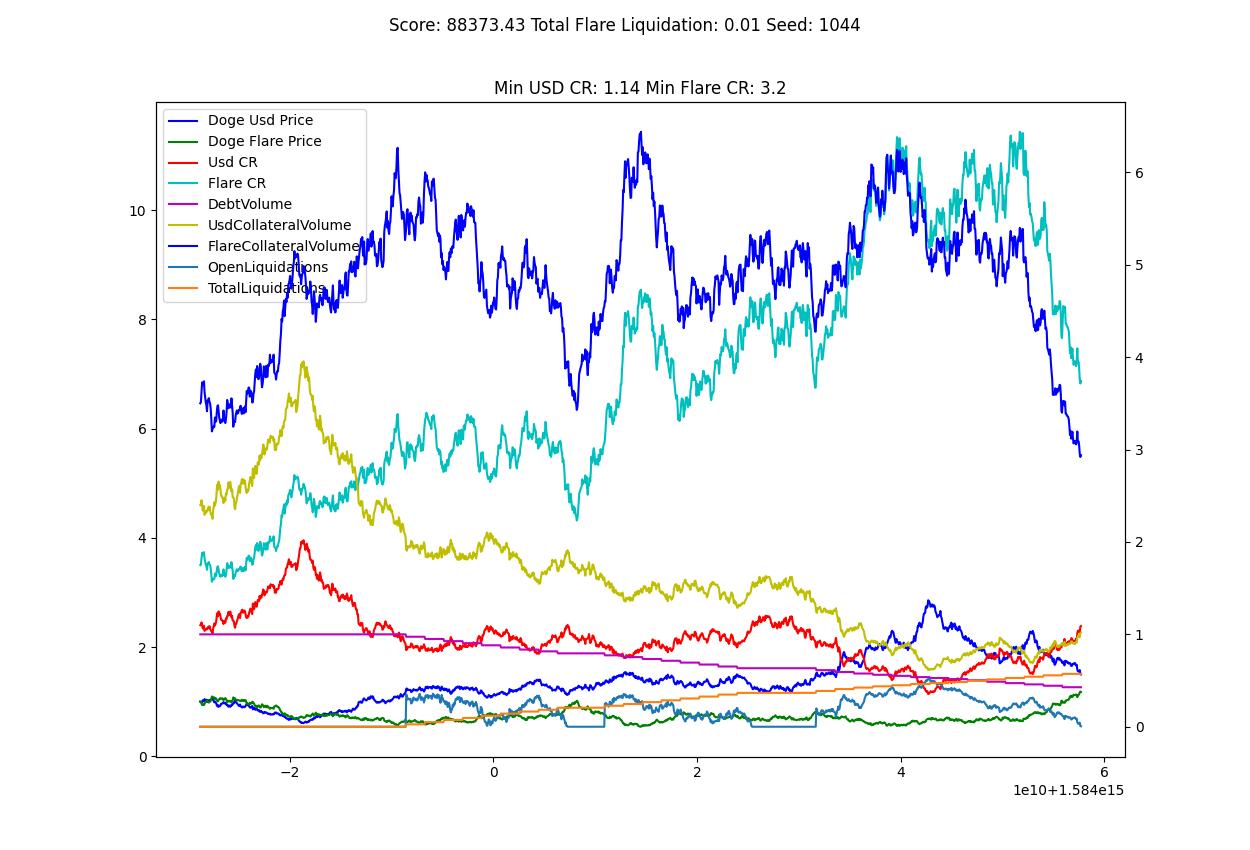 Score: 88373.43 Total Flare Liquidation: 0.01 Seed: 1044
Min USD CR: 1.14 Min Flare CR: 3.2
Doge Usd Price
Doge Flare Price
Usd CR
Flare CR
DebtVolume
UsdCollateralVolume
FlareCollateralVolume
OpenLiquidations
TotalLiquidations
10
8
6
4
2
0
6
5
4
3
2
1
0
−2 0 2 4 6
1e10+1.584e15